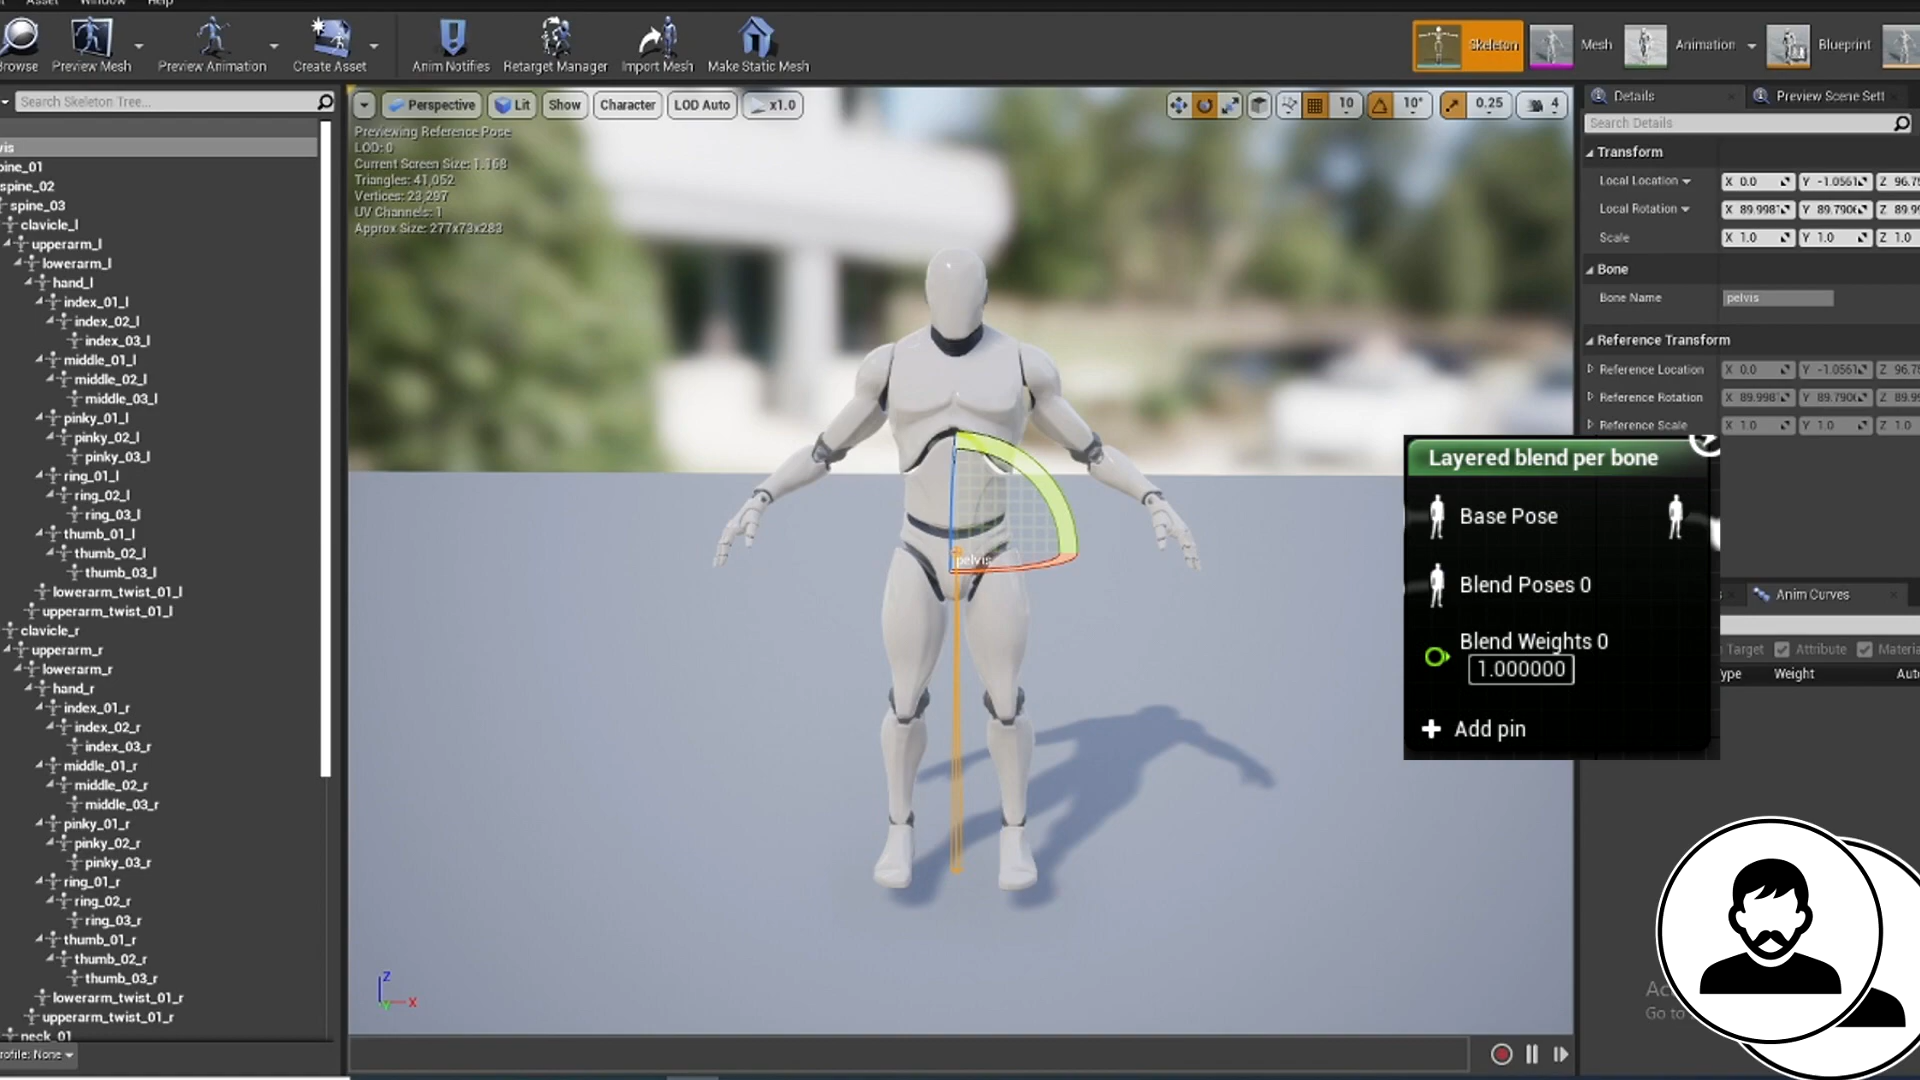 Asset Window Help
Browse
Preview Mesh
Preview Animation
Create Asset
Anim Notifies
Retarget Manager
Import Mesh
Make Static Mesh
Skeleton
Mesh
Animation
Blueprint
Search Skeleton Tree...
vis
pine_01
spine_02
spine_03
clavicle_l
upperarm_l
lowerarm_l
hand_l
index_01_l
index_02_l
index_03_l
middle_01_l
middle_02_l
middle_03_l
pinky_01_l
pinky_02_l
pinky_03_l
ring_01_l
ring_02_l
ring_03_l
thumb_01_l
thumb_02_l
thumb_03_l
lowerarm_twist_01_l
upperarm_twist_01_l
clavicle_r
upperarm_r
lowerarm_r
hand_r
index_01_r
index_02_r
index_03_r
middle_01_r
middle_02_r
middle_03_r
pinky_01_r
pinky_02_r
pinky_03_r
ring_01_r
ring_02_r
ring_03_r
thumb_01_r
thumb_02_r
thumb_03_r
lowerarm_twist_01_r
upperarm_twist_01_r
neck_01
rofile: None
Perspective
Lit
Show
Character
LOD Auto
x1.0
10
10°
0.25
4
Previewing Reference Pose
LOD: 0
Current Screen Size: 1.168
Triangles: 41,052
Vertices: 23,297
UV Channels: 1
Approx Size: 277x73x283
pelvis
Z
X
Details
Preview Scene Sett
Search Details
Transform
Local Location X 0.0 Y -1.0561 Z 96.7
Local Rotation X 89.998 Y 89.790 Z 89.9
Scale X 1.0 Y 1.0 Z 1.0
Bone
Bone Name pelvis
Reference Transform
Reference Location X 0.0 Y -1.0561 Z 96.7
Reference Rotation X 89.998 Y 89.790 Z 89.9
Reference Scale X 1.0 Y 1.0 Z 1.0
Layered blend per bone
Base Pose
Blend Poses 0
Blend Weights 0
1.000000
Add pin
Anim Curves
Target Attribute Materia
ype Weight Aut
Go to